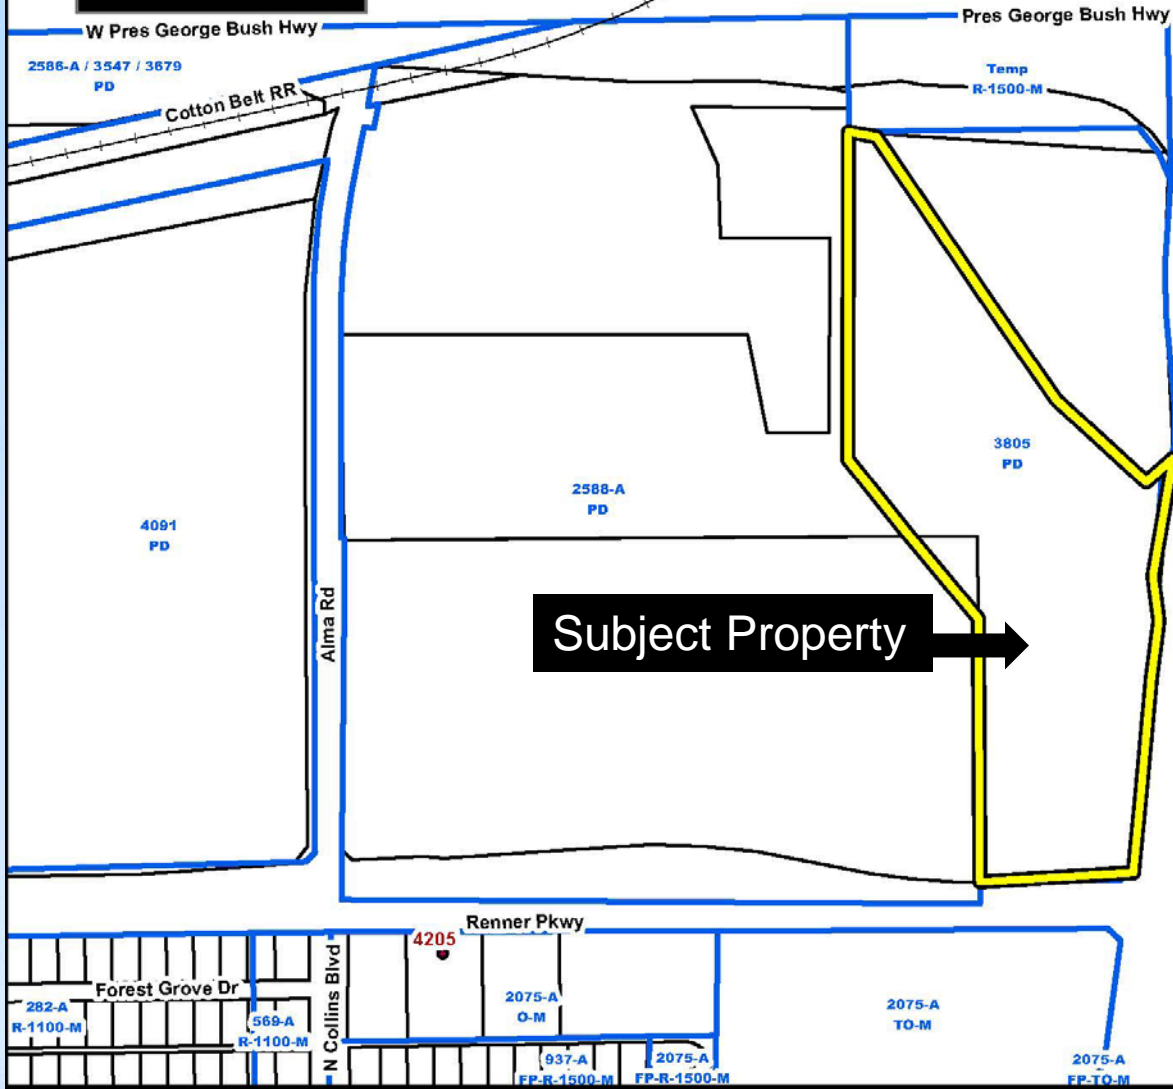 W Pres George Bush Hwy
Pres George Bush Hwy
2586-A / 3547 / 3679
PD
Temp
R-1500-M
Cotton Belt RR
3805
PD
2588-A
PD
4091
PD
Alma Rd
Subject Property
Renner Pkwy
4205
N Collins Blvd
Forest Grove Dr
282-A
R-1100-M
569-A
R-1100-M
2075-A
O-M
2075-A
TO-M
937-A
FP-R-1500-M
2075-A
FP-R-1500-M
2075-A
FP-TO-M